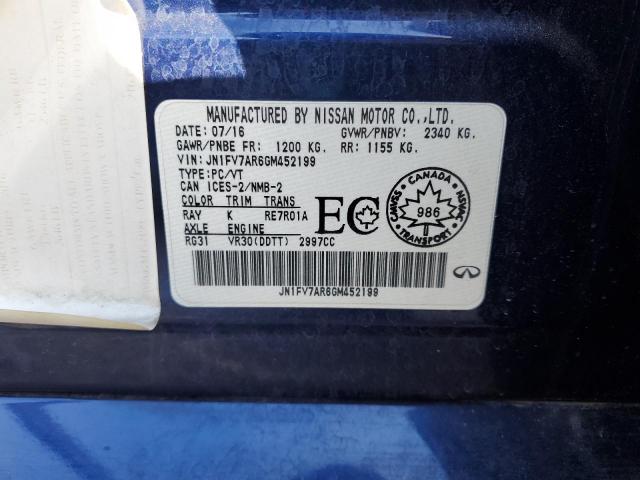 MANUFACTURED BY NISSAN MOTOR CO.,LTD.
DATE: 07/16 GVWR/PNBV: 2340 KG.
GAWR/PNBE FR: 1200 KG. RR: 1155 KG.
VIN: JN1FV7AR6GM452199
TYPE: PC/VT
CAN ICES-2/NMB-2
COLOR TRIM TRANS
RAY K RE7R01A
AXLE ENGINE
RG31 VR30(DDTT) 2997CC
EC
CANADA
CMVSS 986 NSVAC
TRANSPORT
JN1FV7AR6GM452199